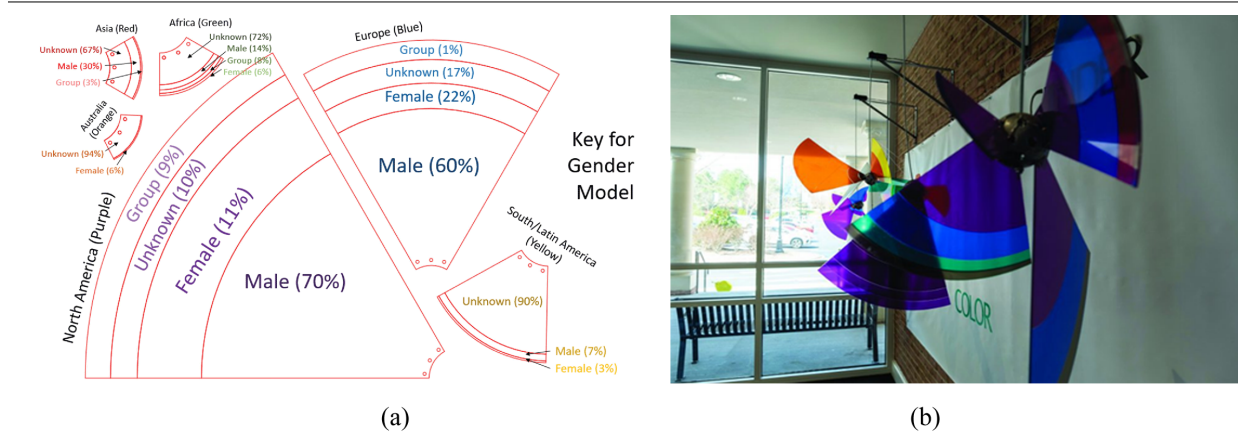 Asia (Red)
Unknown (67%)
Male (30%)
Group (3%)
Africa (Green)
Unknown (72%)
Male (14%)
Group (8%)
Female (6%)
Australia
(Orange)
Unknown (94%)
Female (6%)
North America (Purple)
Group (9%)
Unknown (10%)
Female (11%)
Male (70%)
Europe (Blue)
Group (1%)
Unknown (17%)
Female (22%)
Male (60%)
Key for
Gender
Model
South/Latin America
(Yellow)
Unknown (90%)
Male (7%)
Female (3%)
COLOR
(a)
(b)